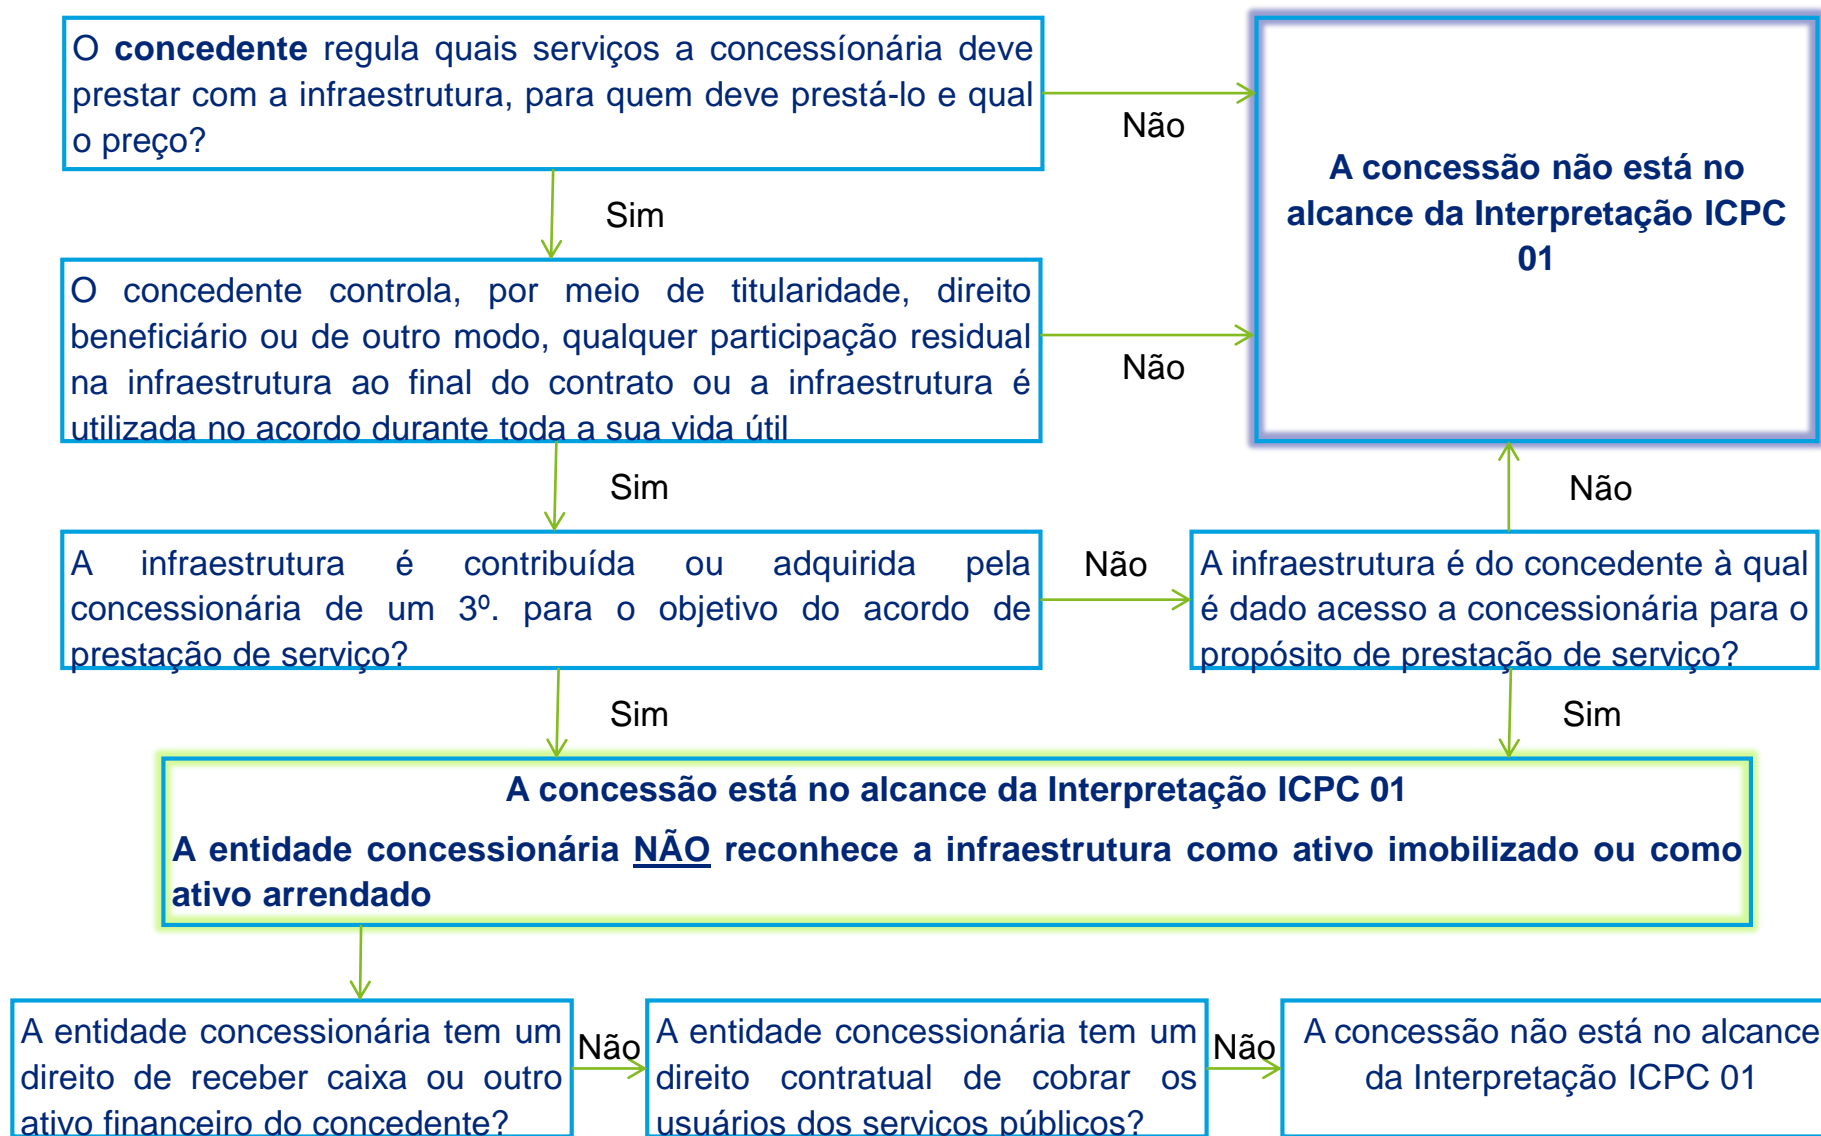 O concedente regula quais serviços a concessíonária deve
prestar com a infraestrutura, para quem deve prestá-lo e qual
o preço?
Não
A concessão não está no
alcance da Interpretação ICPC
01
Sim
O concedente controla, por meio de titularidade, direito
beneficiário ou de outro modo, qualquer participação residual
na infraestrutura ao final do contrato ou a infraestrutura é
utilizada no acordo durante toda a sua vida útil
Não
Sim
Não
A infraestrutura é contribuída ou adquirida pela
concessionária de um 3º. para o objetivo do acordo de
prestação de serviço?
Não
A infraestrutura é do concedente à qual
é dado acesso a concessionária para o
propósito de prestação de serviço?
Sim
Sim
A concessão está no alcance da Interpretação ICPC 01
A entidade concessionária NÃO reconhece a infraestrutura como ativo imobilizado ou como
ativo arrendado
A entidade concessionária tem um
direito de receber caixa ou outro
ativo financeiro do concedente?
Não
A entidade concessionária tem um
direito contratual de cobrar os
usuários dos serviços públicos?
Não
A concessão não está no alcance
da Interpretação ICPC 01